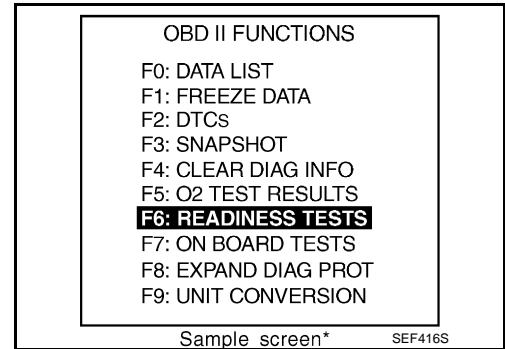 OBD II FUNCTIONS
F0: DATA LIST
F1: FREEZE DATA
F2: DTCs
F3: SNAPSHOT
F4: CLEAR DIAG INFO
F5: O2 TEST RESULTS
F6: READINESS TESTS
F7: ON BOARD TESTS
F8: EXPAND DIAG PROT
F9: UNIT CONVERSION
Sample screen* SEF416S